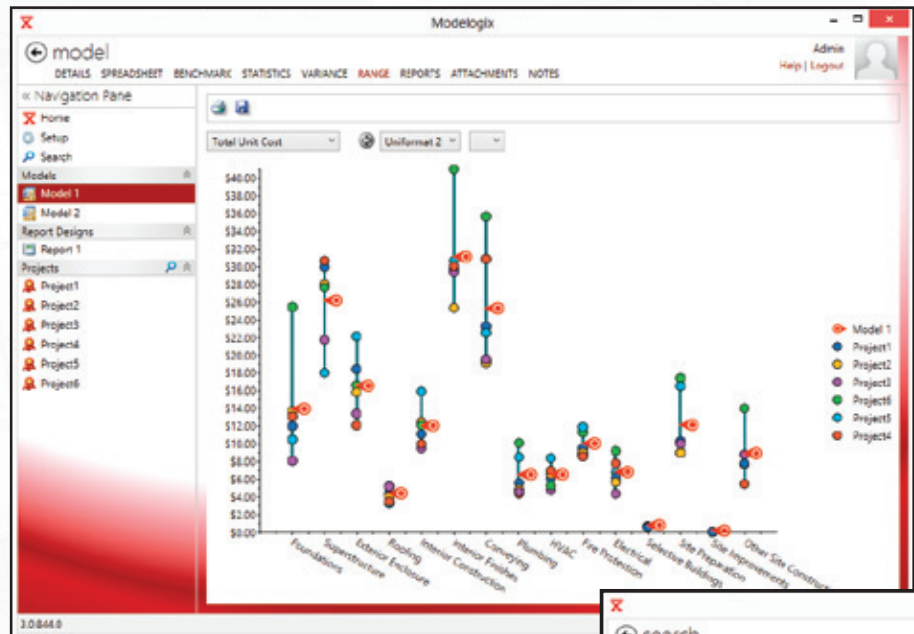 Modelogix
model
Admin
Help | Logout
DETAILS SPREADSHEET BENCHMARK STATISTICS VARIANCE RANGE REPORTS ATTACHMENTS NOTES
« Navigation Pane
Home
Setup
Search
Models
Model 1
Model 2
Report Designs
Report 1
Projects
Project1
Project2
Project3
Project4
Project5
Project6
Total Unit Cost
Uniformat 2
$40.00
$38.00
$36.00
$34.00
$32.00
$30.00
$28.00
$26.00
$24.00
$22.00
$20.00
$18.00
$16.00
$14.00
$12.00
$10.00
$8.00
$6.00
$4.00
$2.00
$0.00
Foundations
Superstructure
Exterior Enclosure
Roofing
Interior Construction
Interior Finishes
Conveying
Plumbing
HVAC
Fire Protection
Electrical
Selective Buildings
Site Preparation
Site Improvements
Other Site Constructi
Model 1
Project1
Project2
Project3
Project6
Project5
Project4
3.0.844.0
search